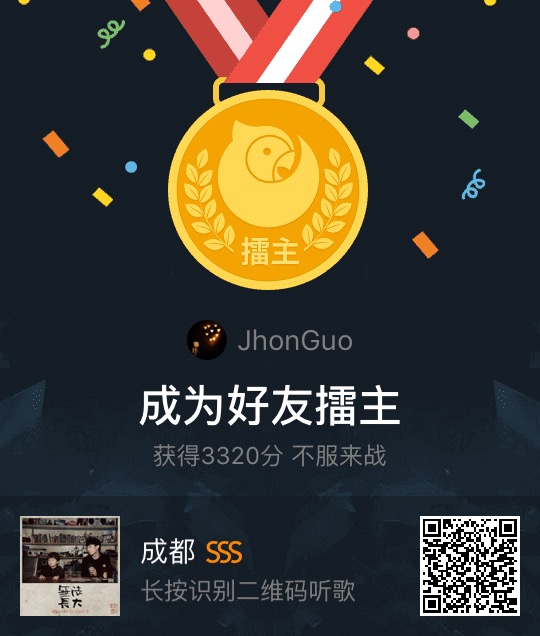 擂主
JhonGuo
成为好友擂主
获得3320分 不服来战
成都 SSS
长按识别二维码听歌